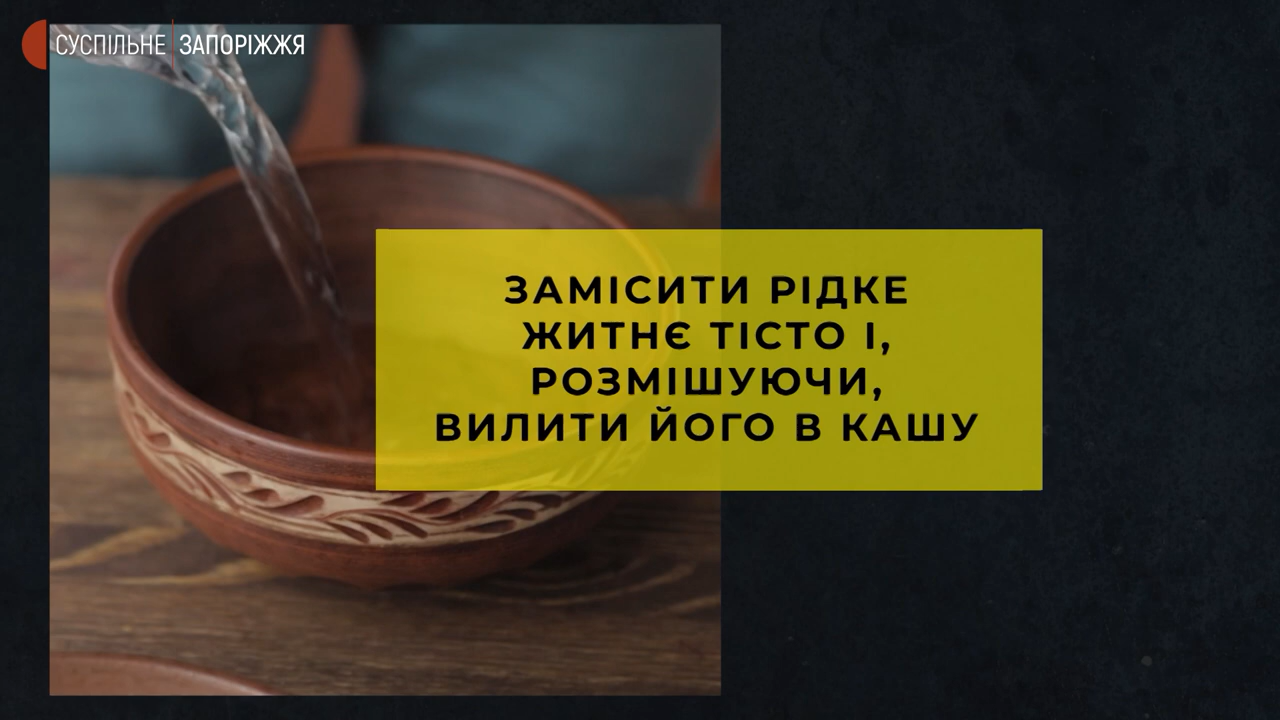 СУСПІЛЬНЕ ЗАПОРІЖЖЯ
ЗАМІСИТИ РІДКЕ
ЖИТНЄ ТІСТО І,
РОЗМІШУЮЧИ,
ВИЛИТИ ЙОГО В КАШУ